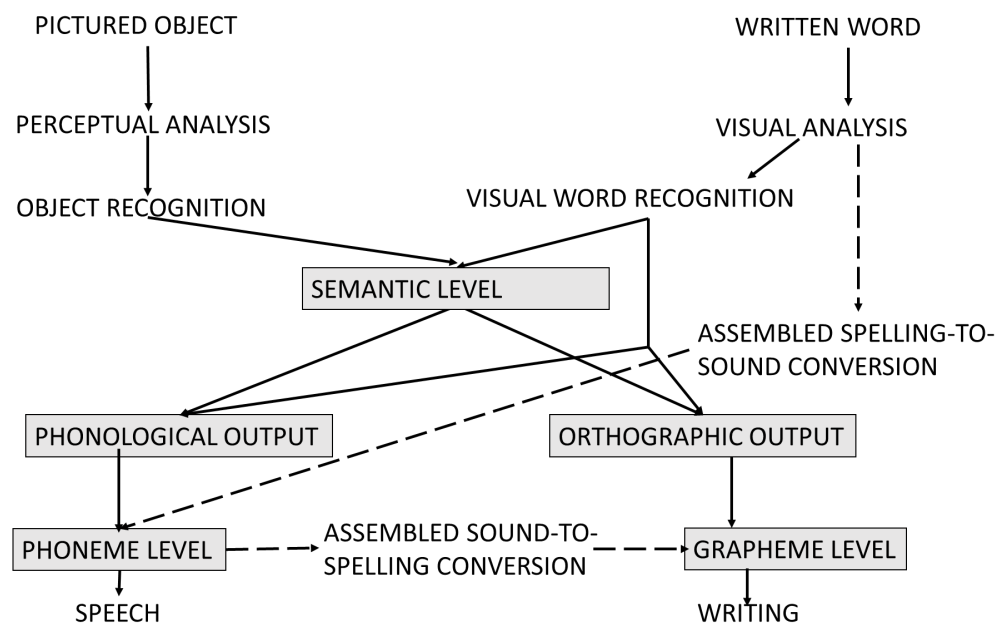 PICTURED OBJECT
WRITTEN WORD
PERCEPTUAL ANALYSIS
VISUAL ANALYSIS
OBJECT RECOGNITION
VISUAL WORD RECOGNITION
SEMANTIC LEVEL
ASSEMBLED SPELLING-TO-
SOUND CONVERSION
PHONOLOGICAL OUTPUT
ORTHOGRAPHIC OUTPUT
PHONEME LEVEL
ASSEMBLED SOUND-TO-
SPELLING CONVERSION
GRAPHEME LEVEL
SPEECH
WRITING